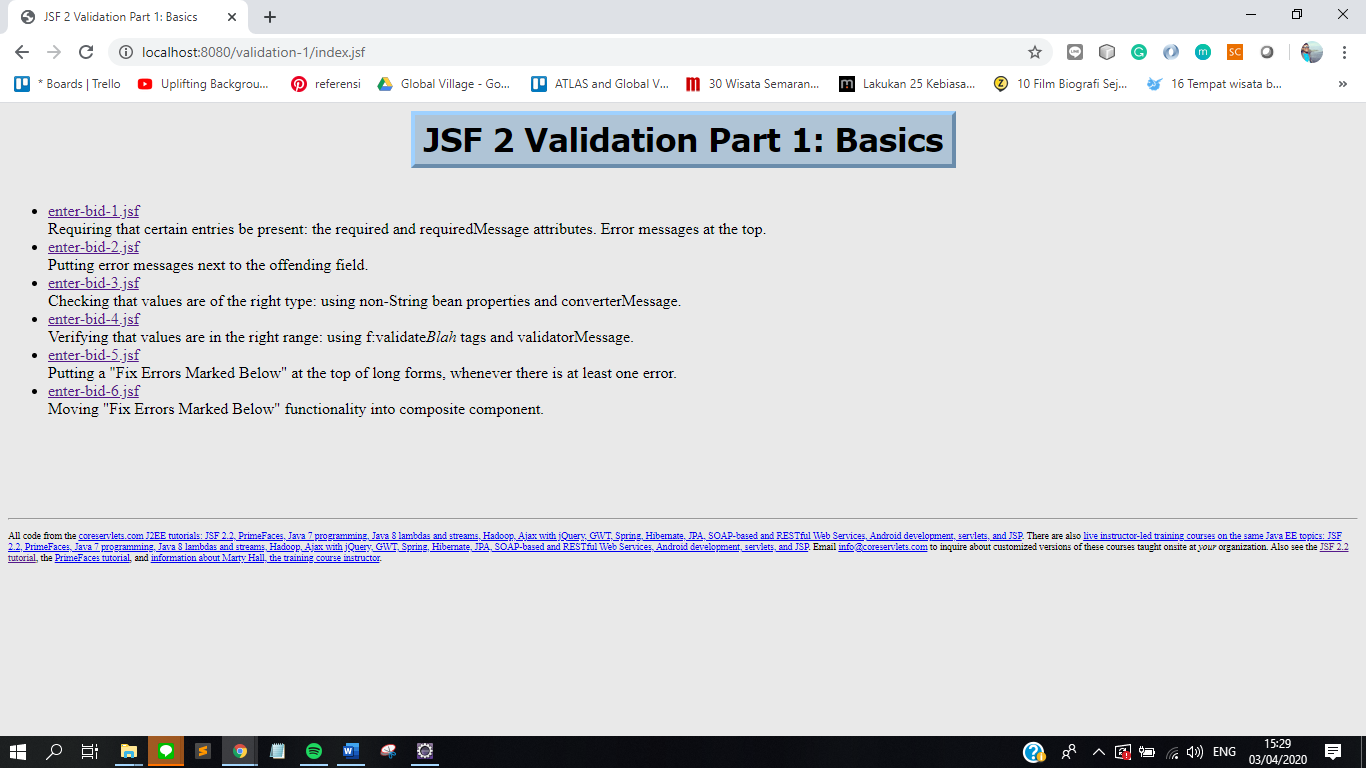 JSF 2 Validation Part 1: Basics
localhost:8080/validation-1/index.jsf
SC
* Boards | Trello
Uplifting Backgrou...
referensi
Global Village - Go...
ATLAS and Global V...
30 Wisata Semaran...
Lakukan 25 Kebiasa...
10 Film Biografi Sej...
16 Tempat wisata b...
»
JSF 2 Validation Part 1: Basics
• enter-bid-1.jsf
Requiring that certain entries be present: the required and requiredMessage attributes. Error messages at the top.
• enter-bid-2.jsf
Putting error messages next to the offending field.
• enter-bid-3.jsf
Checking that values are of the right type: using non-String bean properties and converterMessage.
• enter-bid-4.jsf
Verifying that values are in the right range: using f:validateBlah tags and validatorMessage.
• enter-bid-5.jsf
Putting a "Fix Errors Marked Below" at the top of long forms, whenever there is at least one error.
• enter-bid-6.jsf
Moving "Fix Errors Marked Below" functionality into composite component.
All code from the coreservlets.com J2EE tutorials: JSF 2.2, PrimeFaces, Java 7 programming, Java 8 lambdas and streams, Hadoop, Ajax with jQuery, GWT, Spring, Hibernate, JPA, SOAP-based and RESTful Web Services, Android development, servlets, and JSP. There are also live instructor-led training courses on the same Java EE topics: JSF
2.2, PrimeFaces, Java 7 programming, Java 8 lambdas and streams, Hadoop, Ajax with jQuery, GWT, Spring, Hibernate, JPA, SOAP-based and RESTful Web Services, Android development, servlets, and JSP. Email info@coreservlets.com to inquire about customized versions of these courses taught onsite at your organization. Also see the JSF 2.2
tutorial, the PrimeFaces tutorial, and information about Marty Hall, the training course instructor.
ENG
15:29
03/04/2020